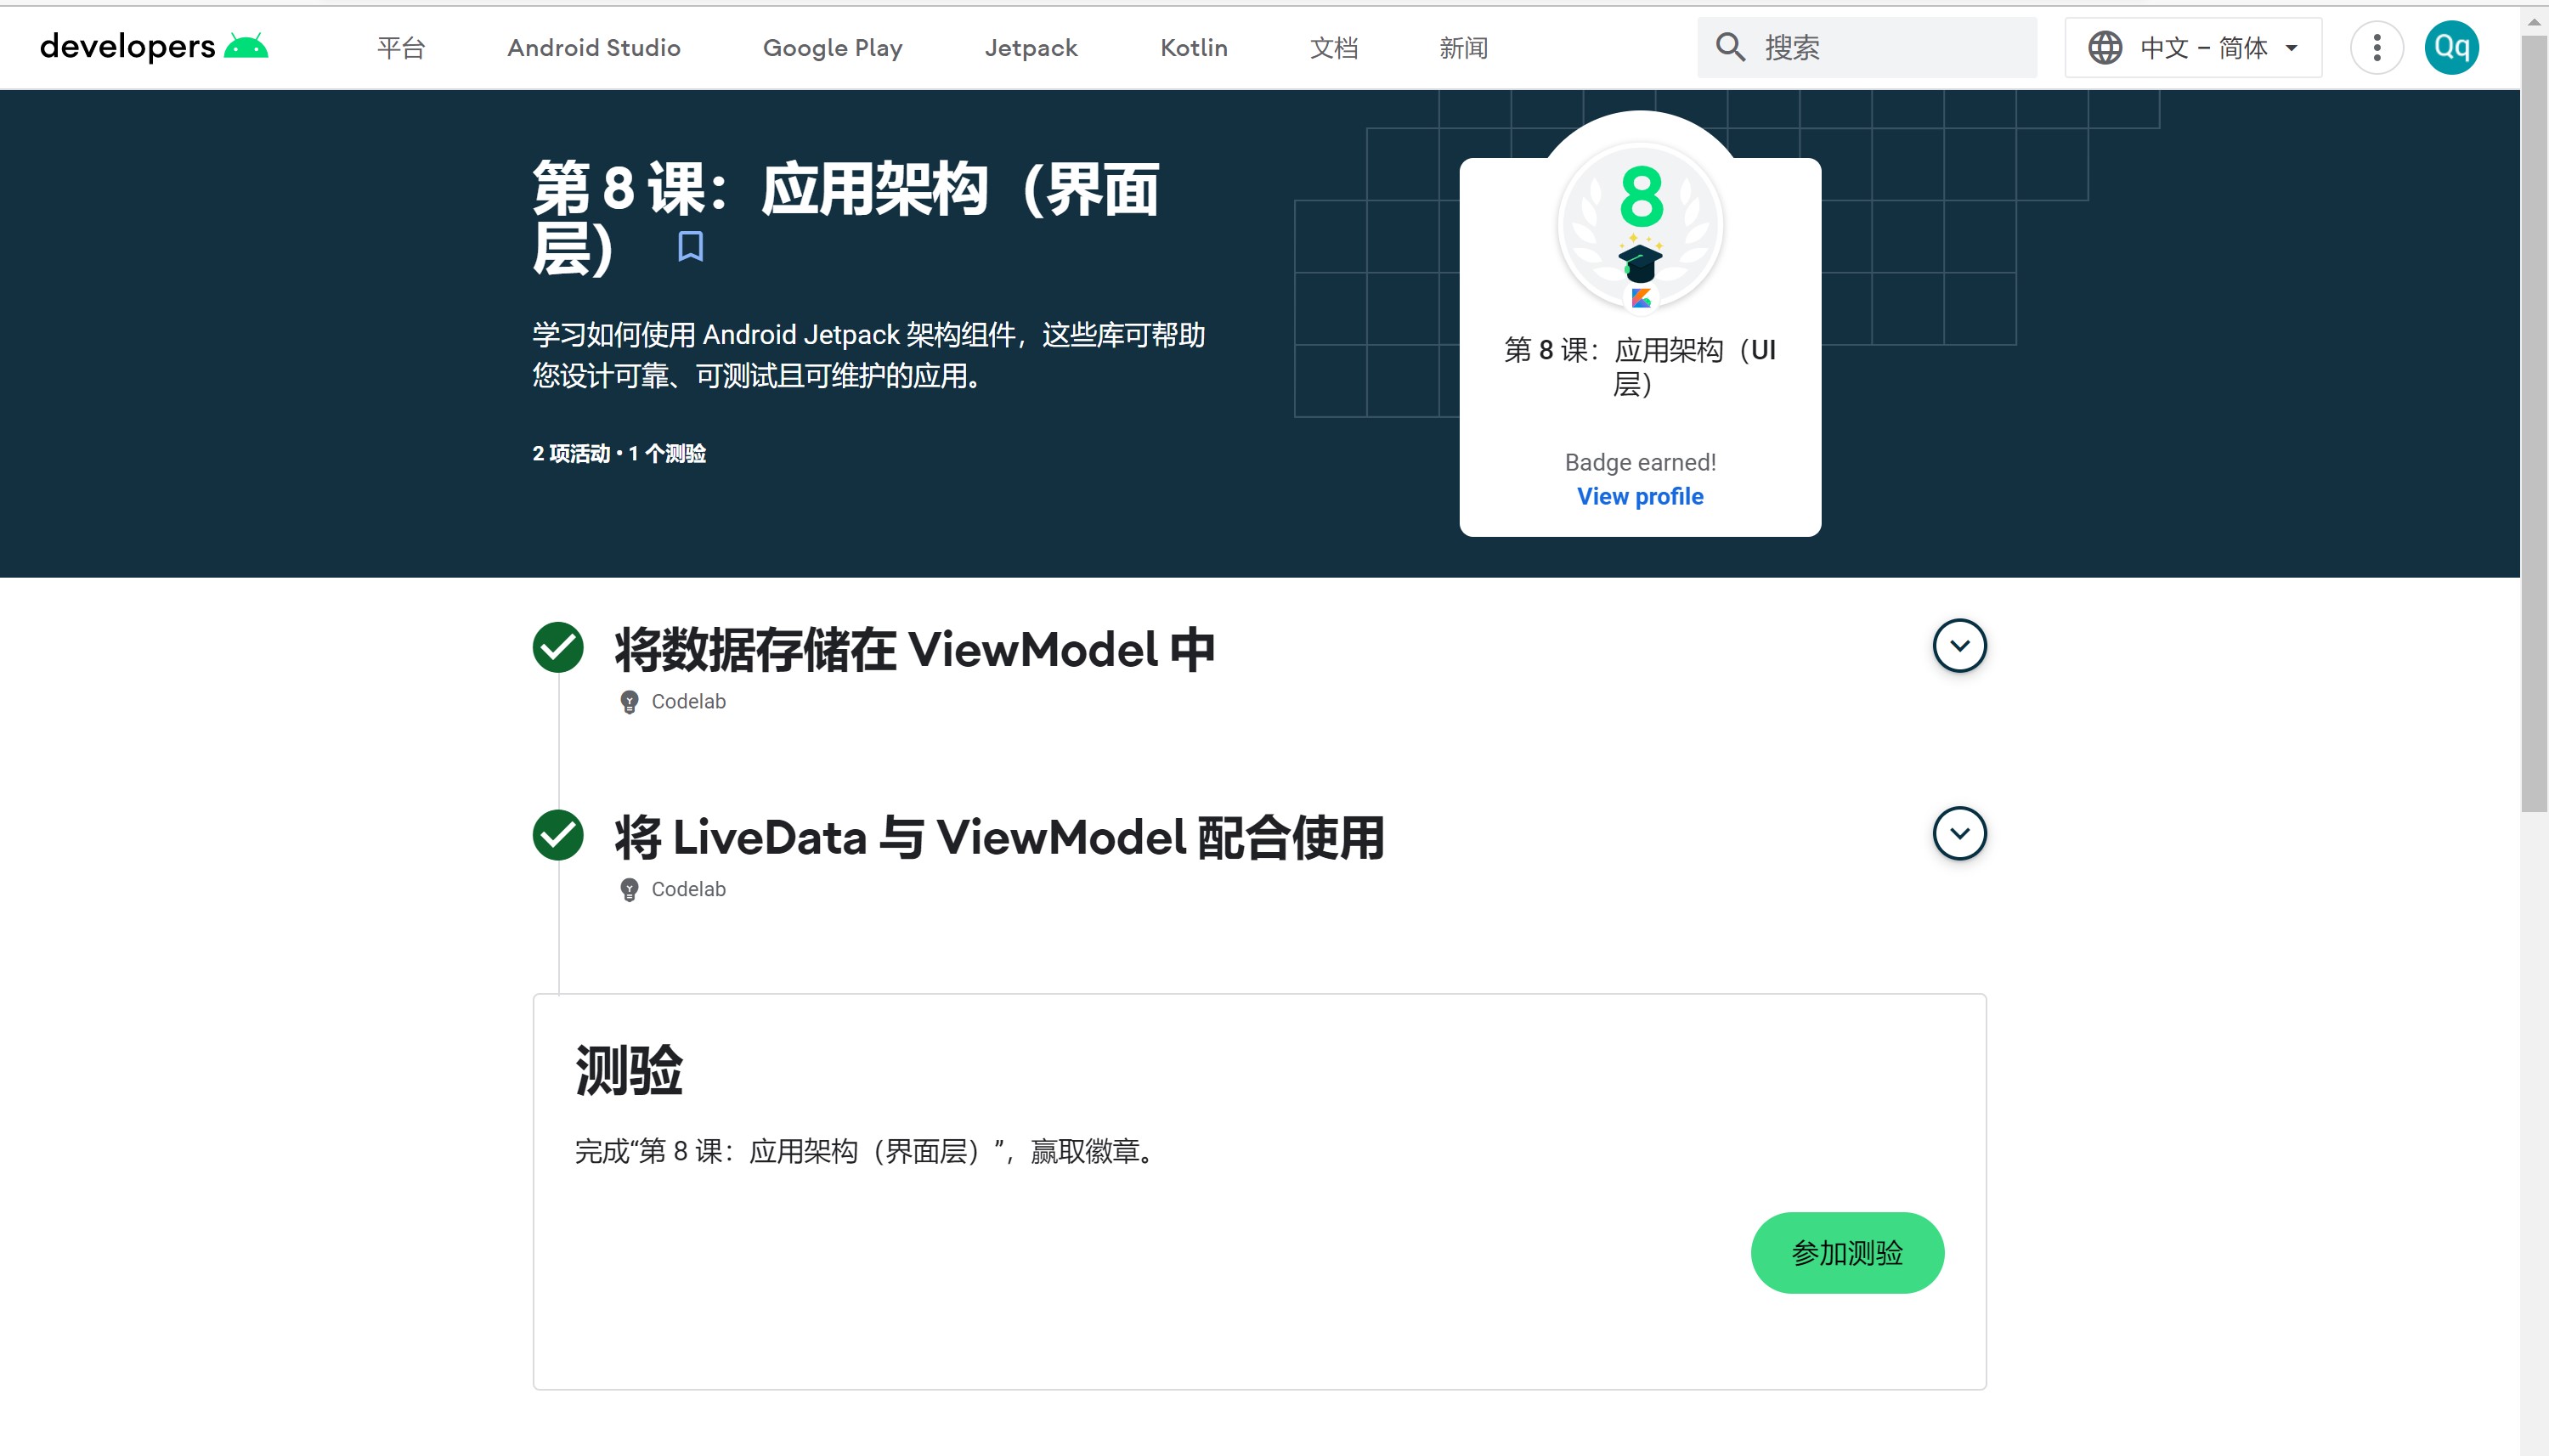 developers
平台
Android Studio
Google Play
Jetpack
Kotlin
文档
新闻
搜索
中文 – 简体
Qq
第 8 课：应用架构（界面
层）
学习如何使用 Android Jetpack 架构组件，这些库可帮助
您设计可靠、可测试且可维护的应用。
2 项活动 • 1 个测验
8
第 8 课：应用架构（UI
层）
Badge earned!
View profile
将数据存储在 ViewModel 中
Codelab
将 LiveData 与 ViewModel 配合使用
Codelab
测验
完成“第 8 课：应用架构（界面层）”，赢取徽章。
参加测验